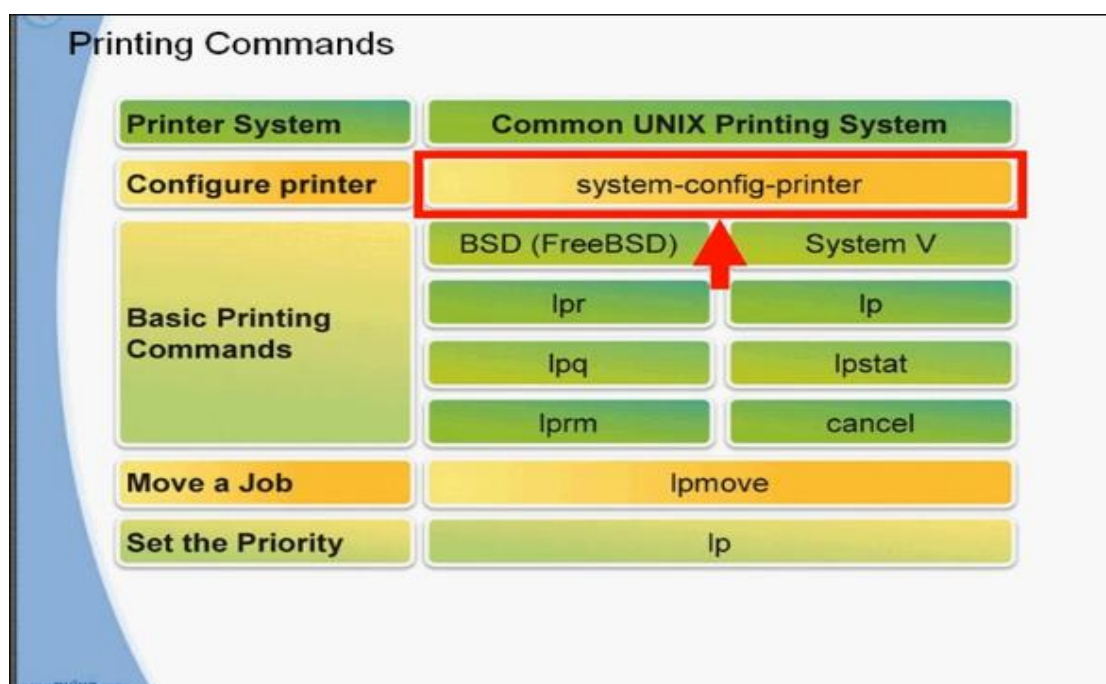 Printing Commands
Printer System
Common UNIX Printing System
Configure printer
system-config-printer
Basic Printing
Commands
BSD (FreeBSD)
System V
lpr
lp
lpq
lpstat
lprm
cancel
Move a Job
lpmove
Set the Priority
lp